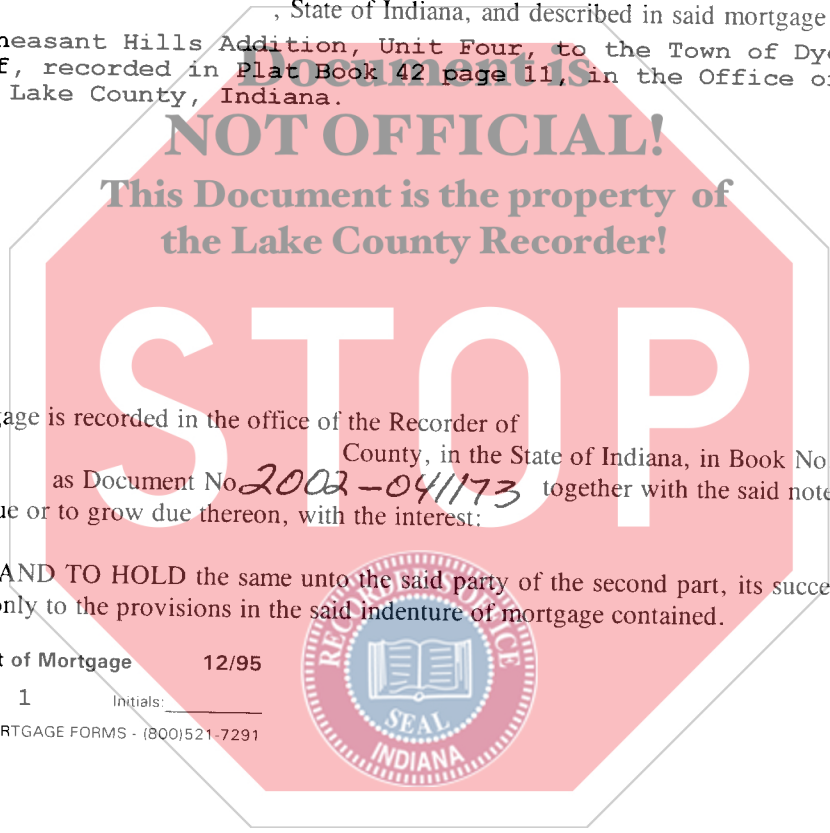 , State of Indiana, and described in said mortgage
heasant Hills Addition, Unit Four, to the Town of Dye
f, recorded in Plat Book 42 page 11, in the Office of
Lake County, Indiana.
Document is
NOT OFFICIAL!
This Document is the property of
the Lake County Recorder!
STOP
gage is recorded in the office of the Recorder of
County, in the State of Indiana, in Book No
as Document No 2002-041173 together with the said note
ue or to grow due thereon, with the interest:
AND TO HOLD the same unto the said party of the second part, its succe
only to the provisions in the said indenture of mortgage contained.
RECORDER'S OFFICE
SEAL
INDIANA
t of Mortgage 12/95
1 Initials:
RTGAGE FORMS - (800)521-7291